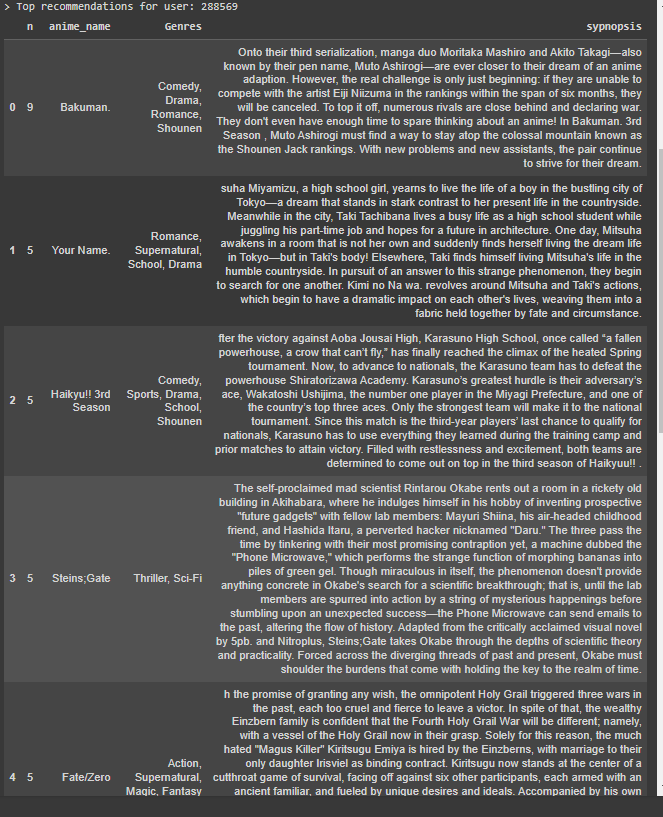 > Top recommendations for user: 288569
n anime_name Genres sypnopsis
Onto their third serialization, manga duo Moritaka Mashiro and Akito Takagi—also
known by their pen name, Muto Ashirogi—are ever closer to their dream of an anime
adaption. However, the real challenge is only just beginning: if they are unable to
compete with the artist Eiji Niizuma in the rankings within the span of six months, they
will be canceled. To top it off, numerous rivals are close behind and declaring war.
They don't even have enough time to spare thinking about an anime! In Bakuman. 3rd
Season , Muto Ashirogi must find a way to stay atop the colossal mountain known as
the Shounen Jack rankings. With new problems and new assistants, the pair continue
to strive for their dream.
0 9 Bakuman.
Comedy,
Drama,
Romance,
Shounen
suha Miyamizu, a high school girl, yearns to live the life of a boy in the bustling city of
Tokyo—a dream that stands in stark contrast to her present life in the countryside.
Meanwhile in the city, Taki Tachibana lives a busy life as a high school student while
juggling his part-time job and hopes for a future in architecture. One day, Mitsuha
awakens in a room that is not her own and suddenly finds herself living the dream life
in Tokyo—but in Taki's body! Elsewhere, Taki finds himself living Mitsuha's life in the
humble countryside. In pursuit of an answer to this strange phenomenon, they begin
to search for one another. Kimi no Na wa. revolves around Mitsuha and Taki's actions,
which begin to have a dramatic impact on each other's lives, weaving them into a
fabric held together by fate and circumstance.
1 5 Your Name.
Romance,
Supernatural,
School, Drama
fter the victory against Aoba Jousai High, Karasuno High School, once called “a fallen
powerhouse, a crow that can't fly,” has finally reached the climax of the heated Spring
tournament. Now, to advance to nationals, the Karasuno team has to defeat the
powerhouse Shiratorizawa Academy. Karasuno's greatest hurdle is their adversary's
ace, Wakatoshi Ushijima, the number one player in the Miyagi Prefecture, and one of
the country's top three aces. Only the strongest team will make it to the national
tournament. Since this match is the third-year players' last chance to qualify for
nationals, Karasuno has to use everything they learned during the training camp and
prior matches to attain victory. Filled with restlessness and excitement, both teams are
determined to come out on top in the third season of Haikyuu!! .
2 5
Haikyu!! 3rd
Season
Comedy,
Sports, Drama,
School,
Shounen
The self-proclaimed mad scientist Rintarou Okabe rents out a room in a rickety old
building in Akihabara, where he indulges himself in his hobby of inventing prospective
"future gadgets" with fellow lab members: Mayuri Shiina, his air-headed childhood
friend, and Hashida Itaru, a perverted hacker nicknamed "Daru." The three pass the
time by tinkering with their most promising contraption yet, a machine dubbed the
"Phone Microwave," which performs the strange function of morphing bananas into
piles of green gel. Though miraculous in itself, the phenomenon doesn't provide
anything concrete in Okabe's search for a scientific breakthrough; that is, until the lab
members are spurred into action by a string of mysterious happenings before
stumbling upon an unexpected success—the Phone Microwave can send emails to
the past, altering the flow of history. Adapted from the critically acclaimed visual novel
by 5pb. and Nitroplus, Steins;Gate takes Okabe through the depths of scientific theory
and practicality. Forced across the diverging threads of past and present, Okabe must
shoulder the burdens that come with holding the key to the realm of time.
3 5 Steins;Gate Thriller, Sci-Fi
h the promise of granting any wish, the omnipotent Holy Grail triggered three wars in
the past, each too cruel and fierce to leave a victor. In spite of that, the wealthy
Einzbern family is confident that the Fourth Holy Grail War will be different; namely,
with a vessel of the Holy Grail now in their grasp. Solely for this reason, the much
hated "Magus Killer" Kiritsugu Emiya is hired by the Einzberns, with marriage to their
only daughter Irisviel as binding contract. Kiritsugu now stands at the center of a
cutthroat game of survival, facing off against six other participants, each armed with an
ancient familiar, and fueled by unique desires and ideals. Accompanied by his own
4 5 Fate/Zero
Action,
Supernatural,
Magic, Fantasy